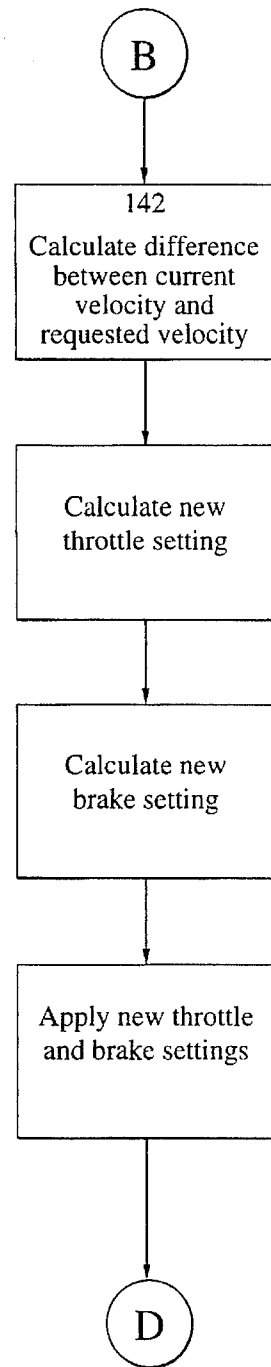 B
142
Calculate difference
between current
velocity and
requested velocity
Calculate new
throttle setting
Calculate new
brake setting
Apply new throttle
and brake settings
D